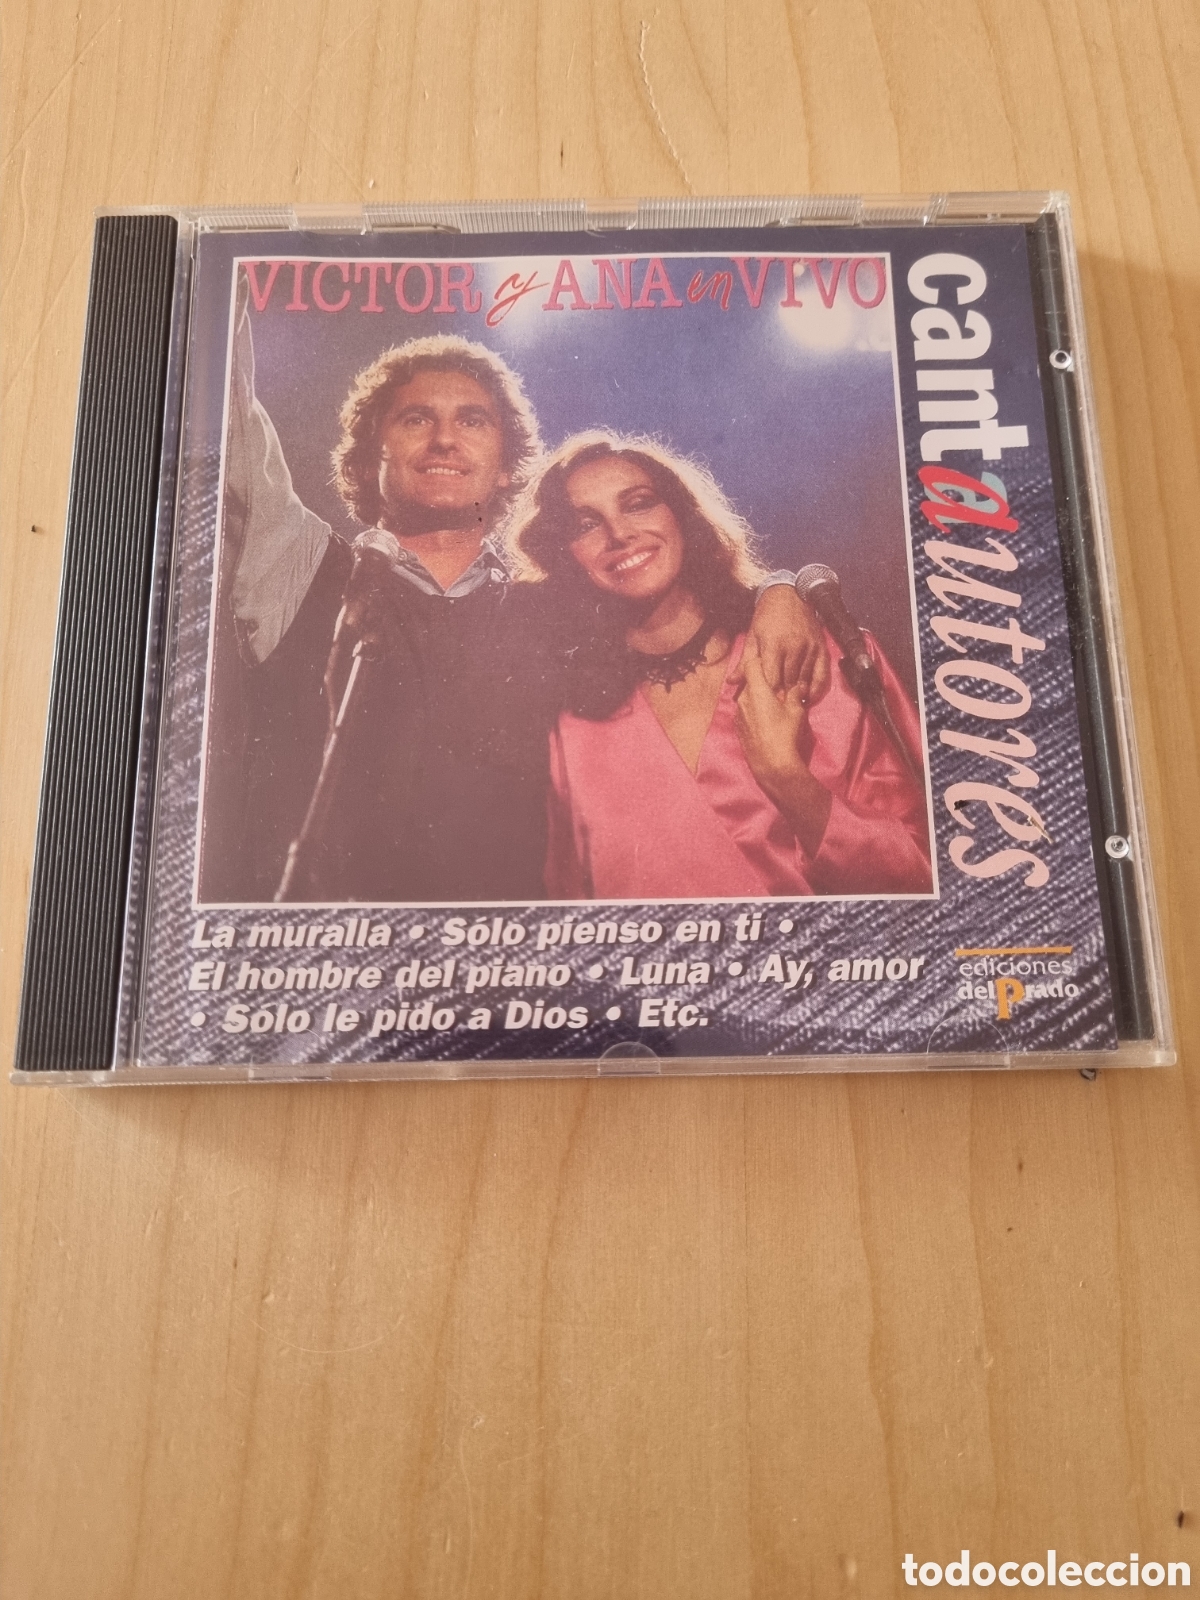 VICTOR y ANA en VIVO
cantautores
La muralla • Sólo pienso en ti •
El hombre del piano • Luna • Ay, amor
• Sólo le pido a Dios • Etc.
ediciones
del Prado
todocoleccion